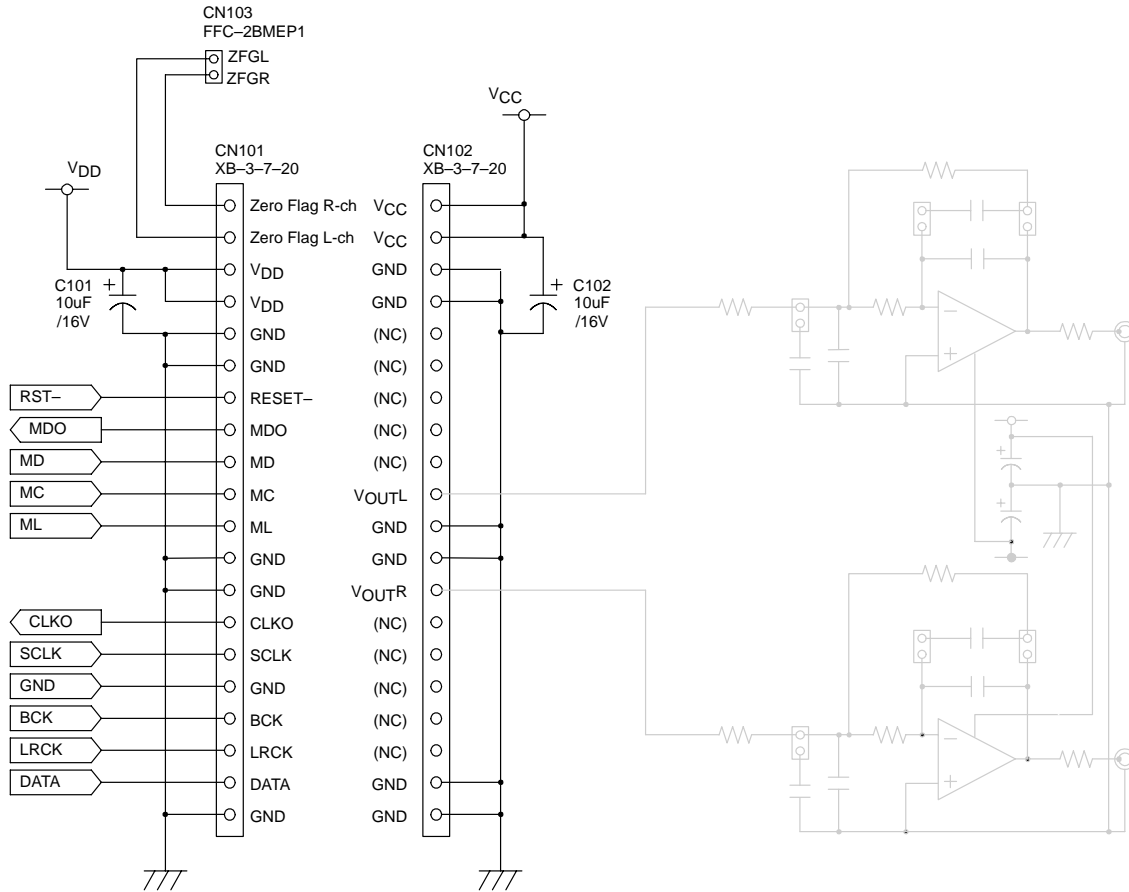 CN103
FFC–2BMEP1
ZFGL
ZFGR
VCC
CN101
XB–3–7–20
CN102
XB–3–7–20
VDD
Zero Flag R-ch
VCC
Zero Flag L-ch
VCC
VDD
GND
C101
10uF
/16V
+
VDD
GND
+
C102
10uF
/16V
GND
(NC)
GND
(NC)
RST–
RESET–
(NC)
MDO
MDO
(NC)
MD
MD
(NC)
MC
MC
VOUTL
ML
ML
GND
GND
GND
GND
VOUTR
CLKO
CLKO
(NC)
SCLK
SCLK
(NC)
GND
GND
(NC)
BCK
BCK
(NC)
LRCK
LRCK
(NC)
DATA
DATA
GND
GND
GND
–
+
+
+
–
+